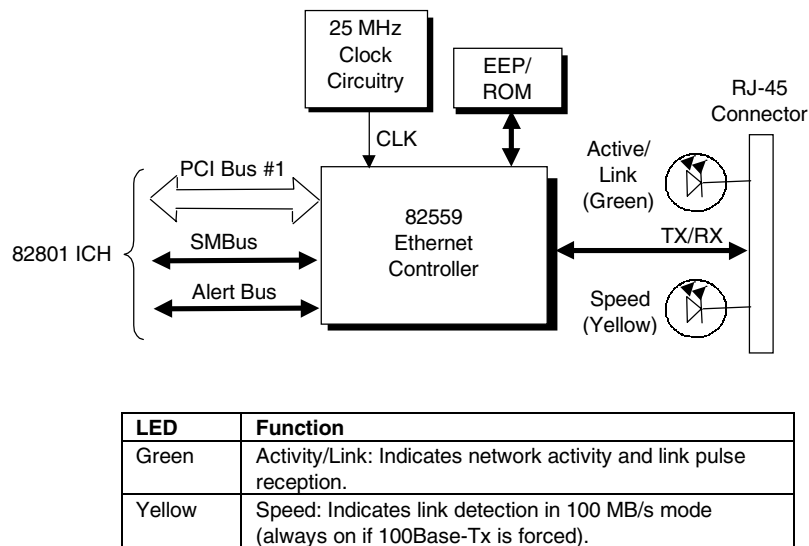 25 MHz
Clock
Circuitry
EEP/
ROM
RJ-45
Connector
CLK
PCI Bus #1
Active/
Link
(Green)
82559
Ethernet
Controller
TX/RX
82801 ICH
SMBus
Alert Bus
Speed
(Yellow)
LED Function
Green Activity/Link: Indicates network activity and link pulse
reception.
Yellow Speed: Indicates link detection in 100 MB/s mode
(always on if 100Base-Tx is forced).